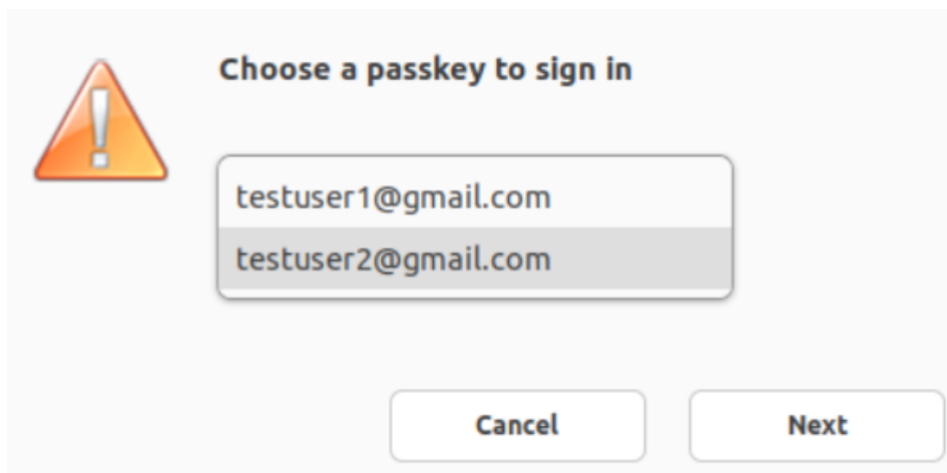 Choose a passkey to sign in
testuser1@gmail.com
testuser2@gmail.com
Cancel
Next